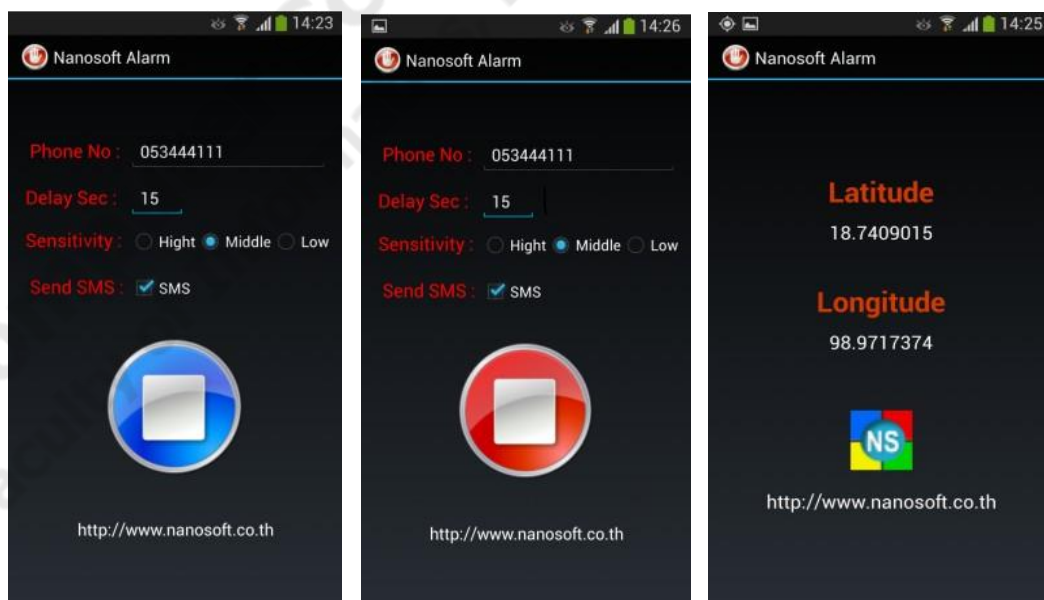 14:23
Nanosoft Alarm
Phone No : 053444111
Delay Sec : 15
Sensitivity : Hight Middle Low
Send SMS : SMS
http://www.nanosoft.co.th
14:26
Nanosoft Alarm
Phone No : 053444111
Delay Sec : 15
Sensitivity : Hight Middle Low
Send SMS : SMS
http://www.nanosoft.co.th
14:25
Nanosoft Alarm
Latitude
18.7409015
Longitude
98.9717374
NS
http://www.nanosoft.co.th